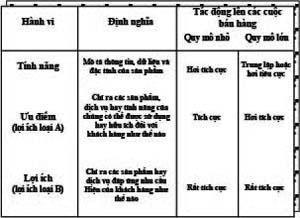 Hành vi
Định nghĩa
Tác động lên các cuộc
bán hàng
Quy mô nhỏ
Quy mô lớn
Tính năng
Mô tả thông tin, dữ liệu và
đặc tính của sản phẩm
Hơi tích cực
Trung lập hoặc
hơi tiêu cực
Ưu điểm
(lợi ích loại A)
Chỉ ra các sản phẩm,
dịch vụ hay tính năng của
chúng có thể được sử dụng
hay hữu ích đối với
khách hàng như thế nào
Tích cực
Hơi tích cực
Lợi ích
(lợi ích loại B)
Chỉ ra các sản phẩm hay
dịch vụ đáp ứng nhu cầu
Hiện của khách hàng như
thế nào
Rất tích cực
Rất tích cực